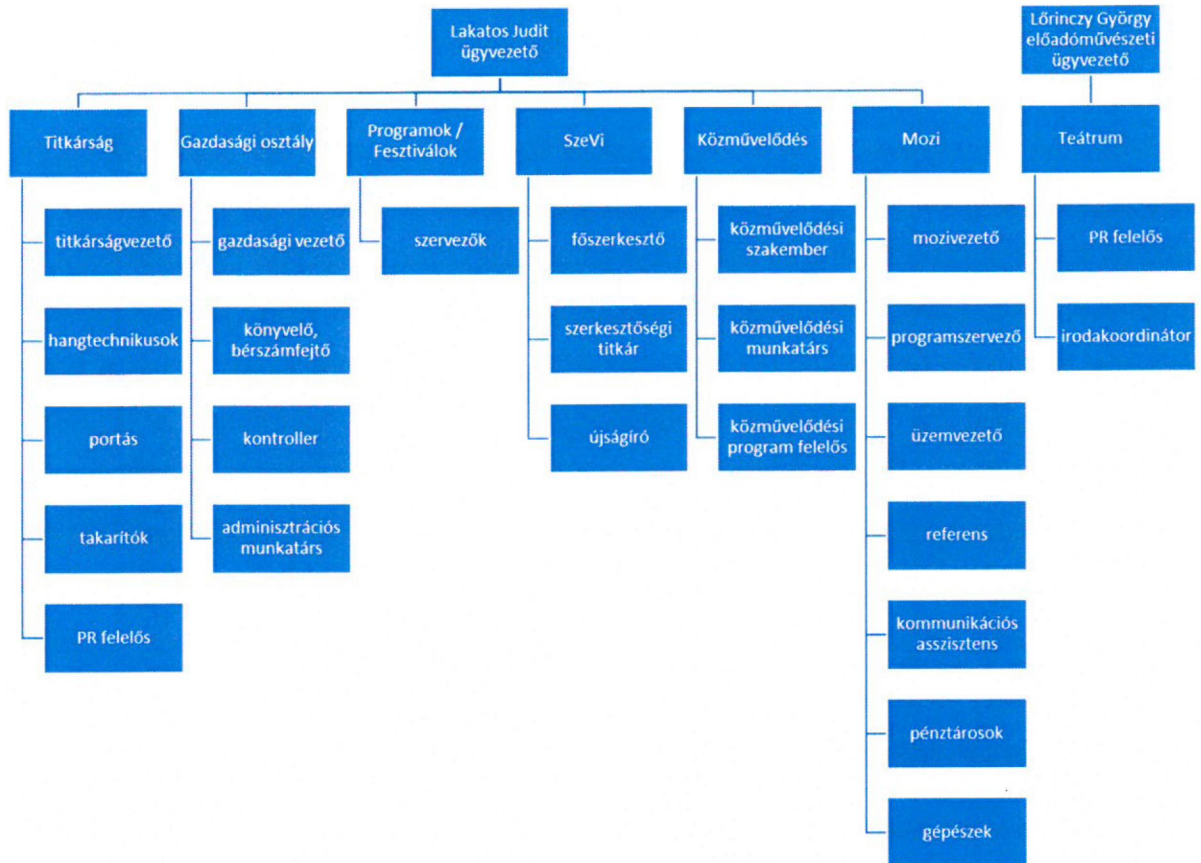 Lakatos Judit
ügyvezető
Lőrinczy György
előadóművészeti
ügyvezető
Titkárság
Gazdasági osztály
Programok /
Fesztiválok
SzeVi
Közművelődés
Mozi
Teátrum
titkárságvezető
hangtechnikusok
portás
takarítók
PR felelős
gazdasági vezető
könyvelő,
bérszámfejtő
kontroller
adminisztrációs
munkatárs
szervezők
főszerkesztő
szerkesztőségi
titkár
újságíró
közművelődési
szakember
közművelődési
munkatárs
közművelődési
program felelős
mozivezető
programszervező
üzemvezető
referens
kommunikációs
asszisztens
pénztárosok
gépészek
PR felelős
irodakoordinátor